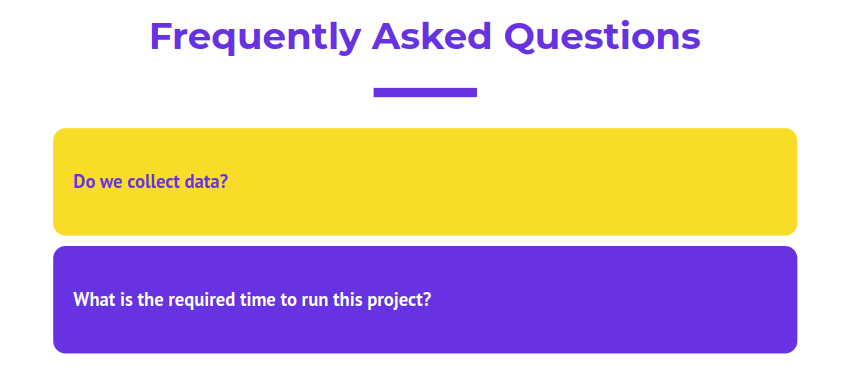 Frequently Asked Questions
Do we collect data?
What is the required time to run this project?